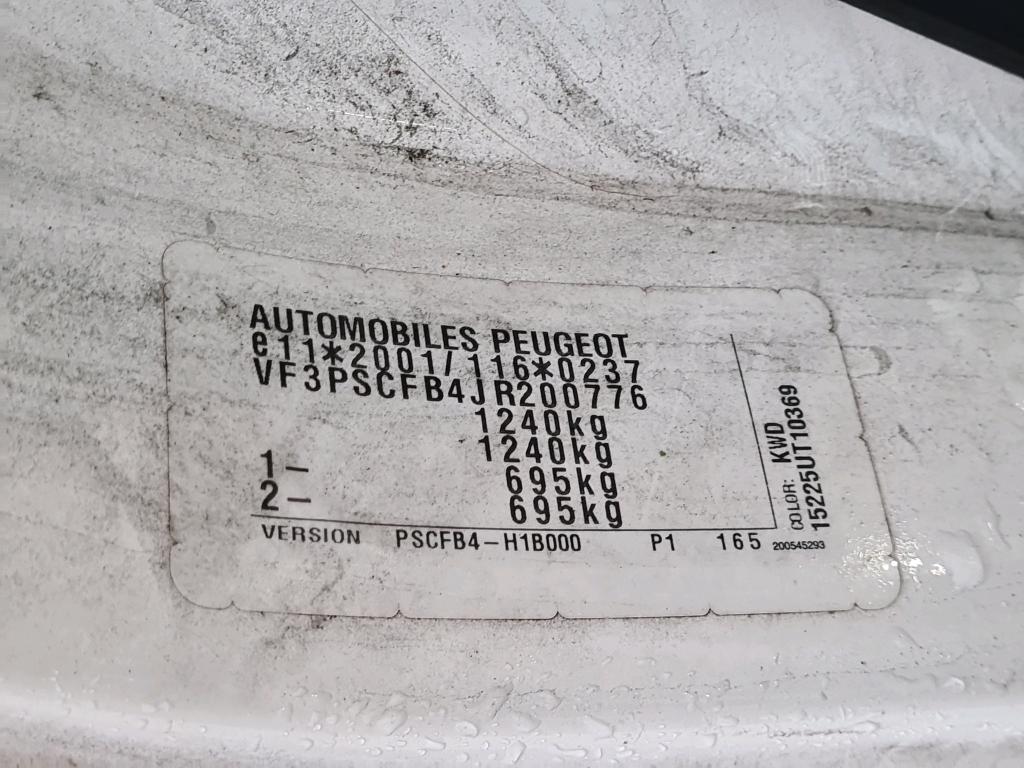 AUTOMOBILES PEUGEOT
e11*2001/116*0237
VF3PSCFB4JR200776
1240kg
1240kg
1– 695kg
2– 695kg
VERSION PSCFB4–H1B000 P1 165
COLOR: KWD
15225UT10369
200545293